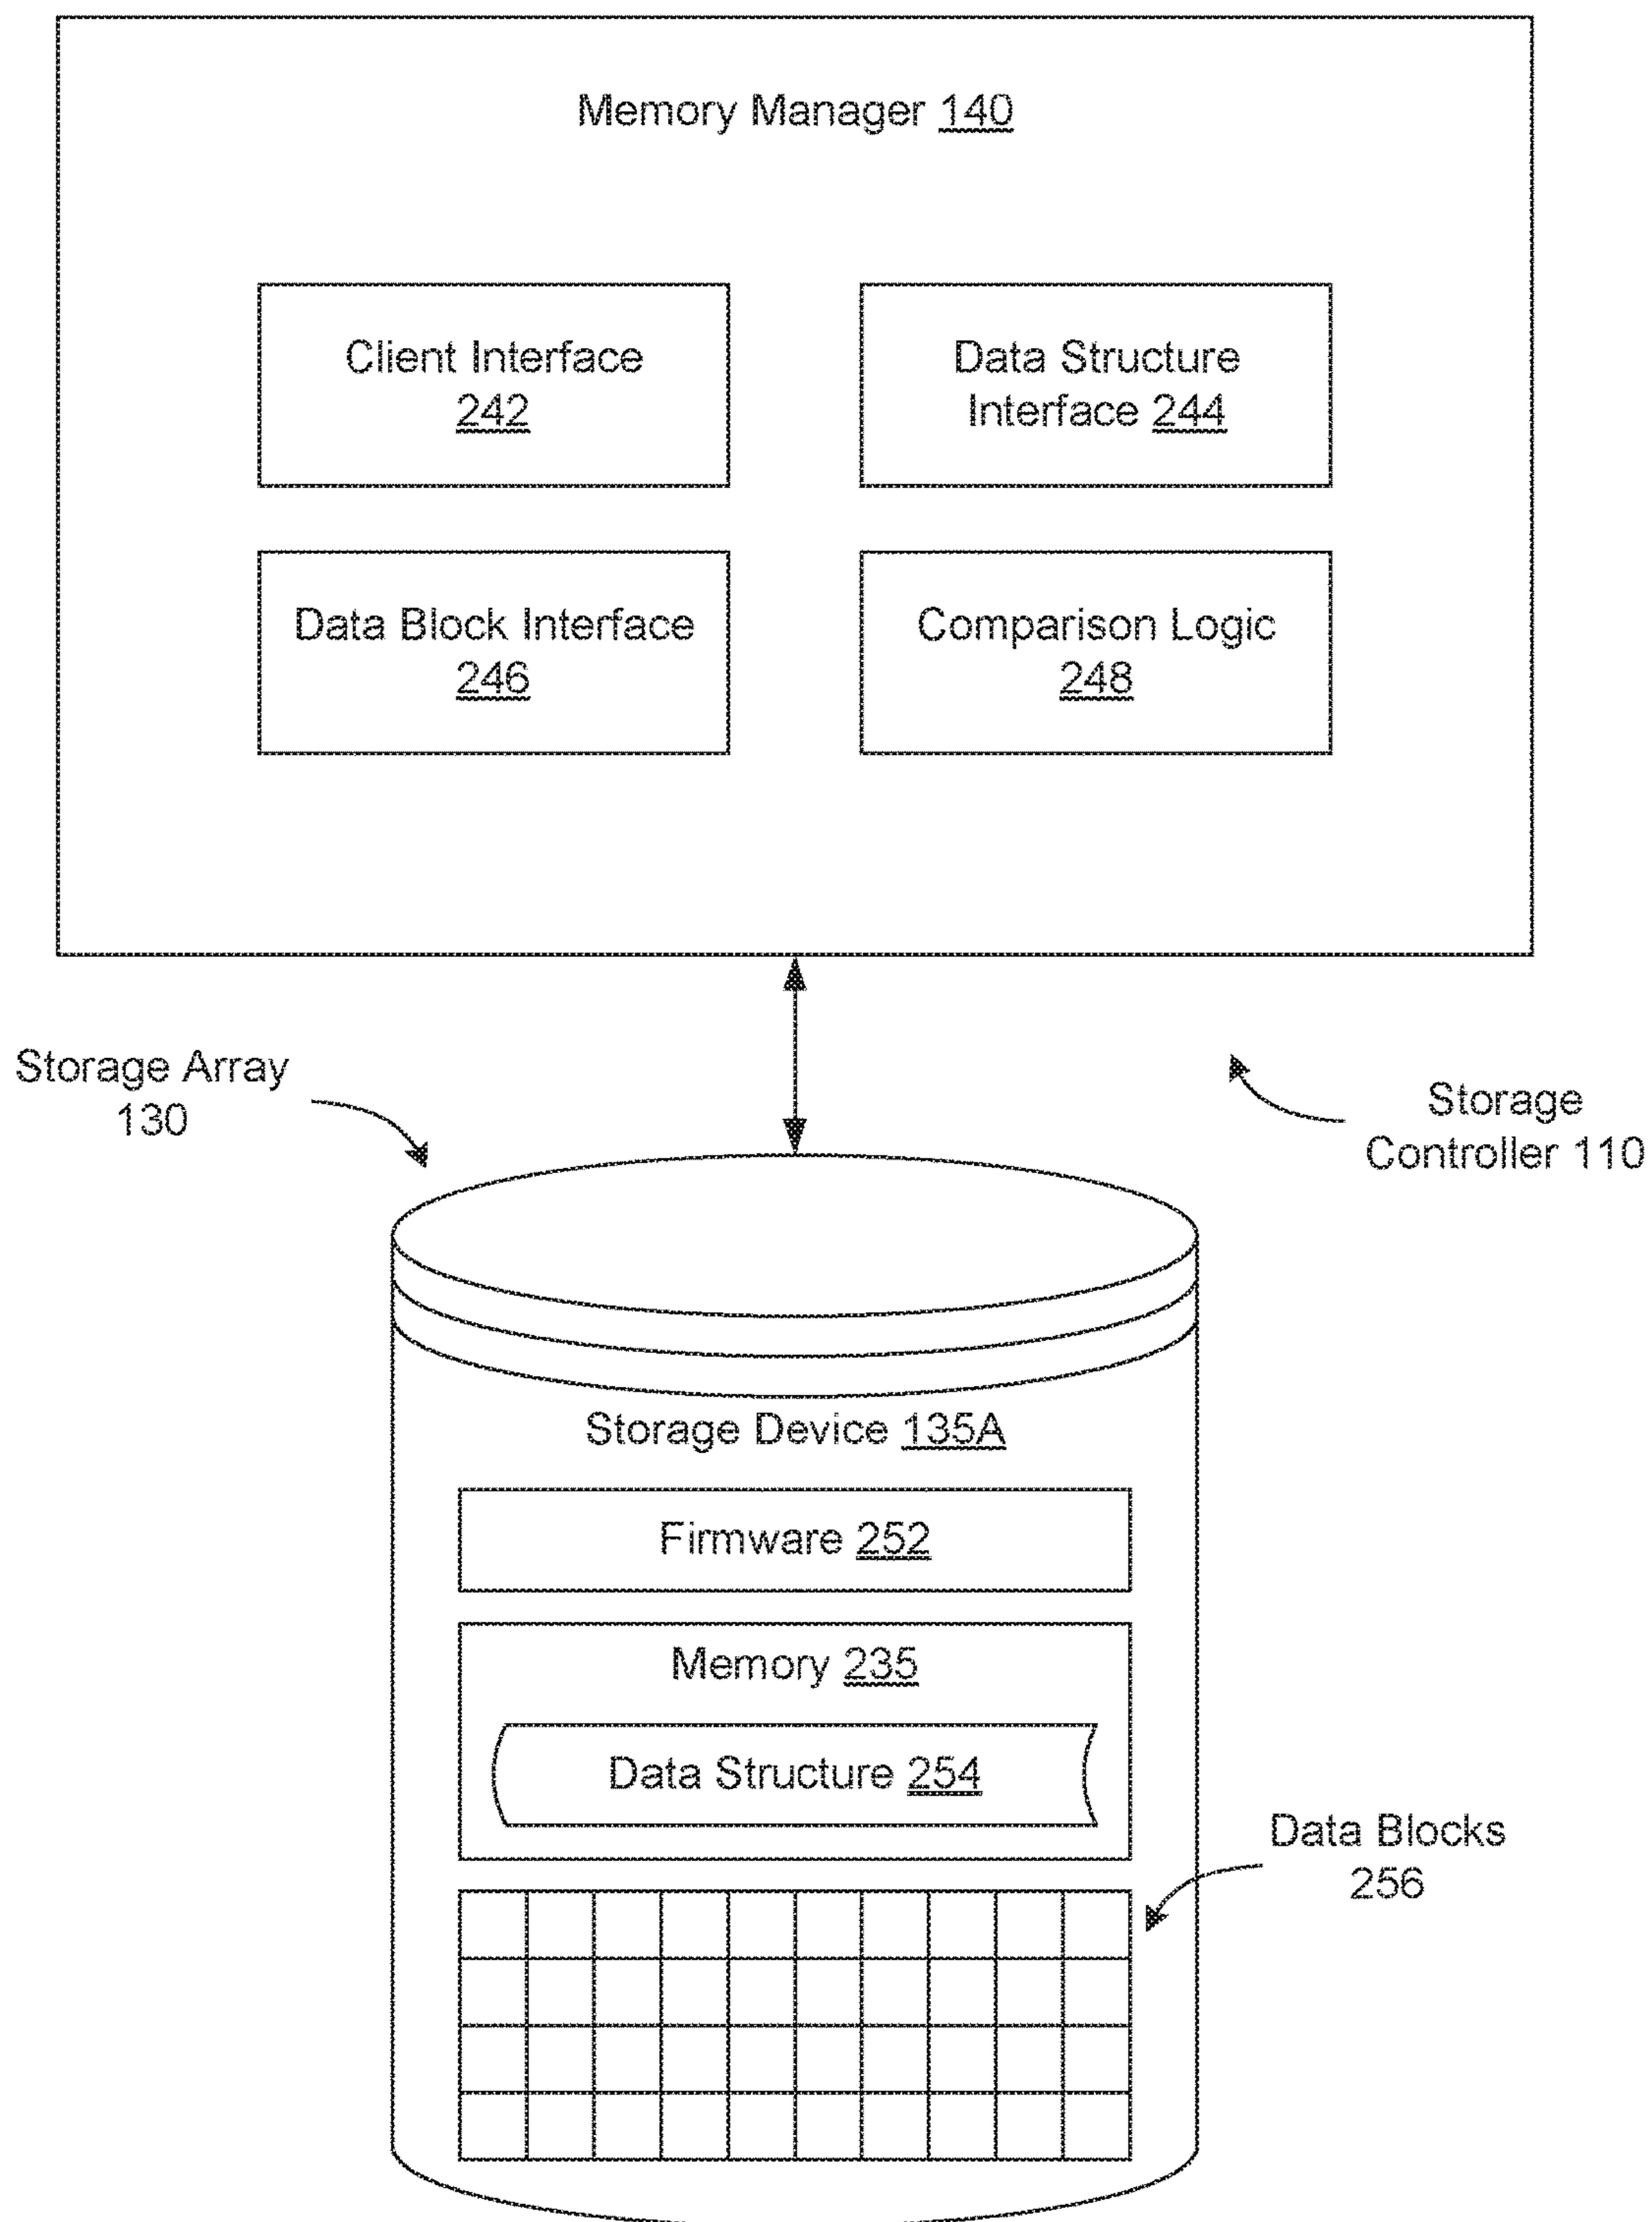 Memory Manager 140
Client Interface
242
Data Structure
Interface 244
Data Block Interface
246
Comparison Logic
248
Storage Array
130
Storage
Controller 110
Storage Device 135A
Firmware 252
Memory 235
Data Structure 254
Data Blocks
256